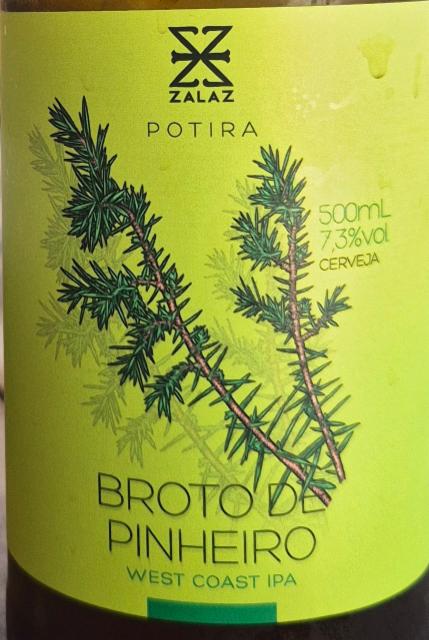 ZALAZ
POTIRA
500mL
7,3%vol
CERVEJA
BROTO DE
PINHEIRO
WEST COAST IPA